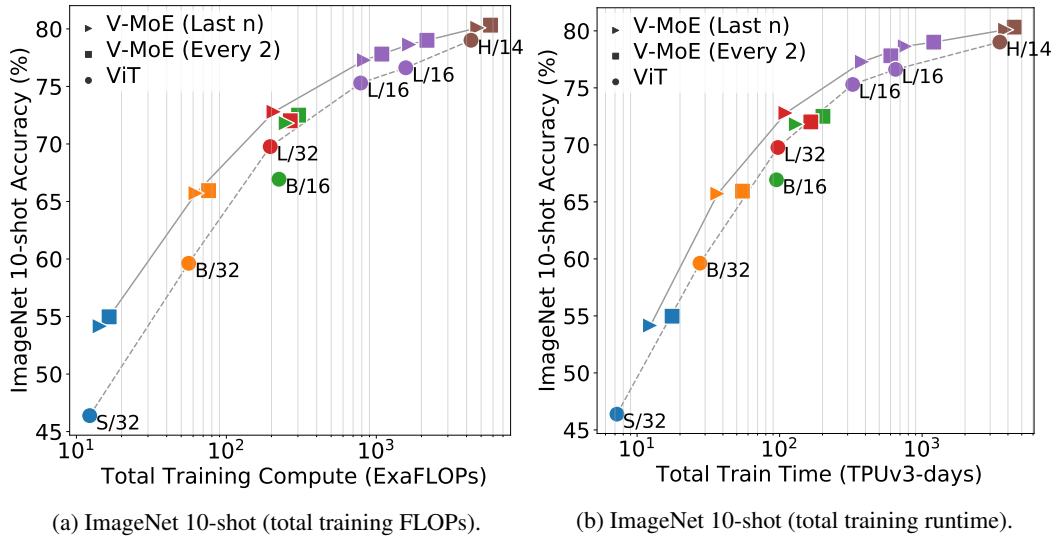 ImageNet 10-shot Accuracy (%)
80
75
70
65
60
55
50
45
V-MoE (Last n)
V-MoE (Every 2)
ViT
H/14
L/16
L/16
L/32
B/16
B/32
S/32
10^1
10^2
10^3
Total Training Compute (ExaFLOPs)
(a) ImageNet 10-shot (total training FLOPs).
ImageNet 10-shot Accuracy (%)
80
75
70
65
60
55
50
45
V-MoE (Last n)
V-MoE (Every 2)
ViT
H/14
L/16
L/16
L/32
B/16
B/32
S/32
10^1
10^2
10^3
Total Train Time (TPUv3-days)
(b) ImageNet 10-shot (total training runtime).